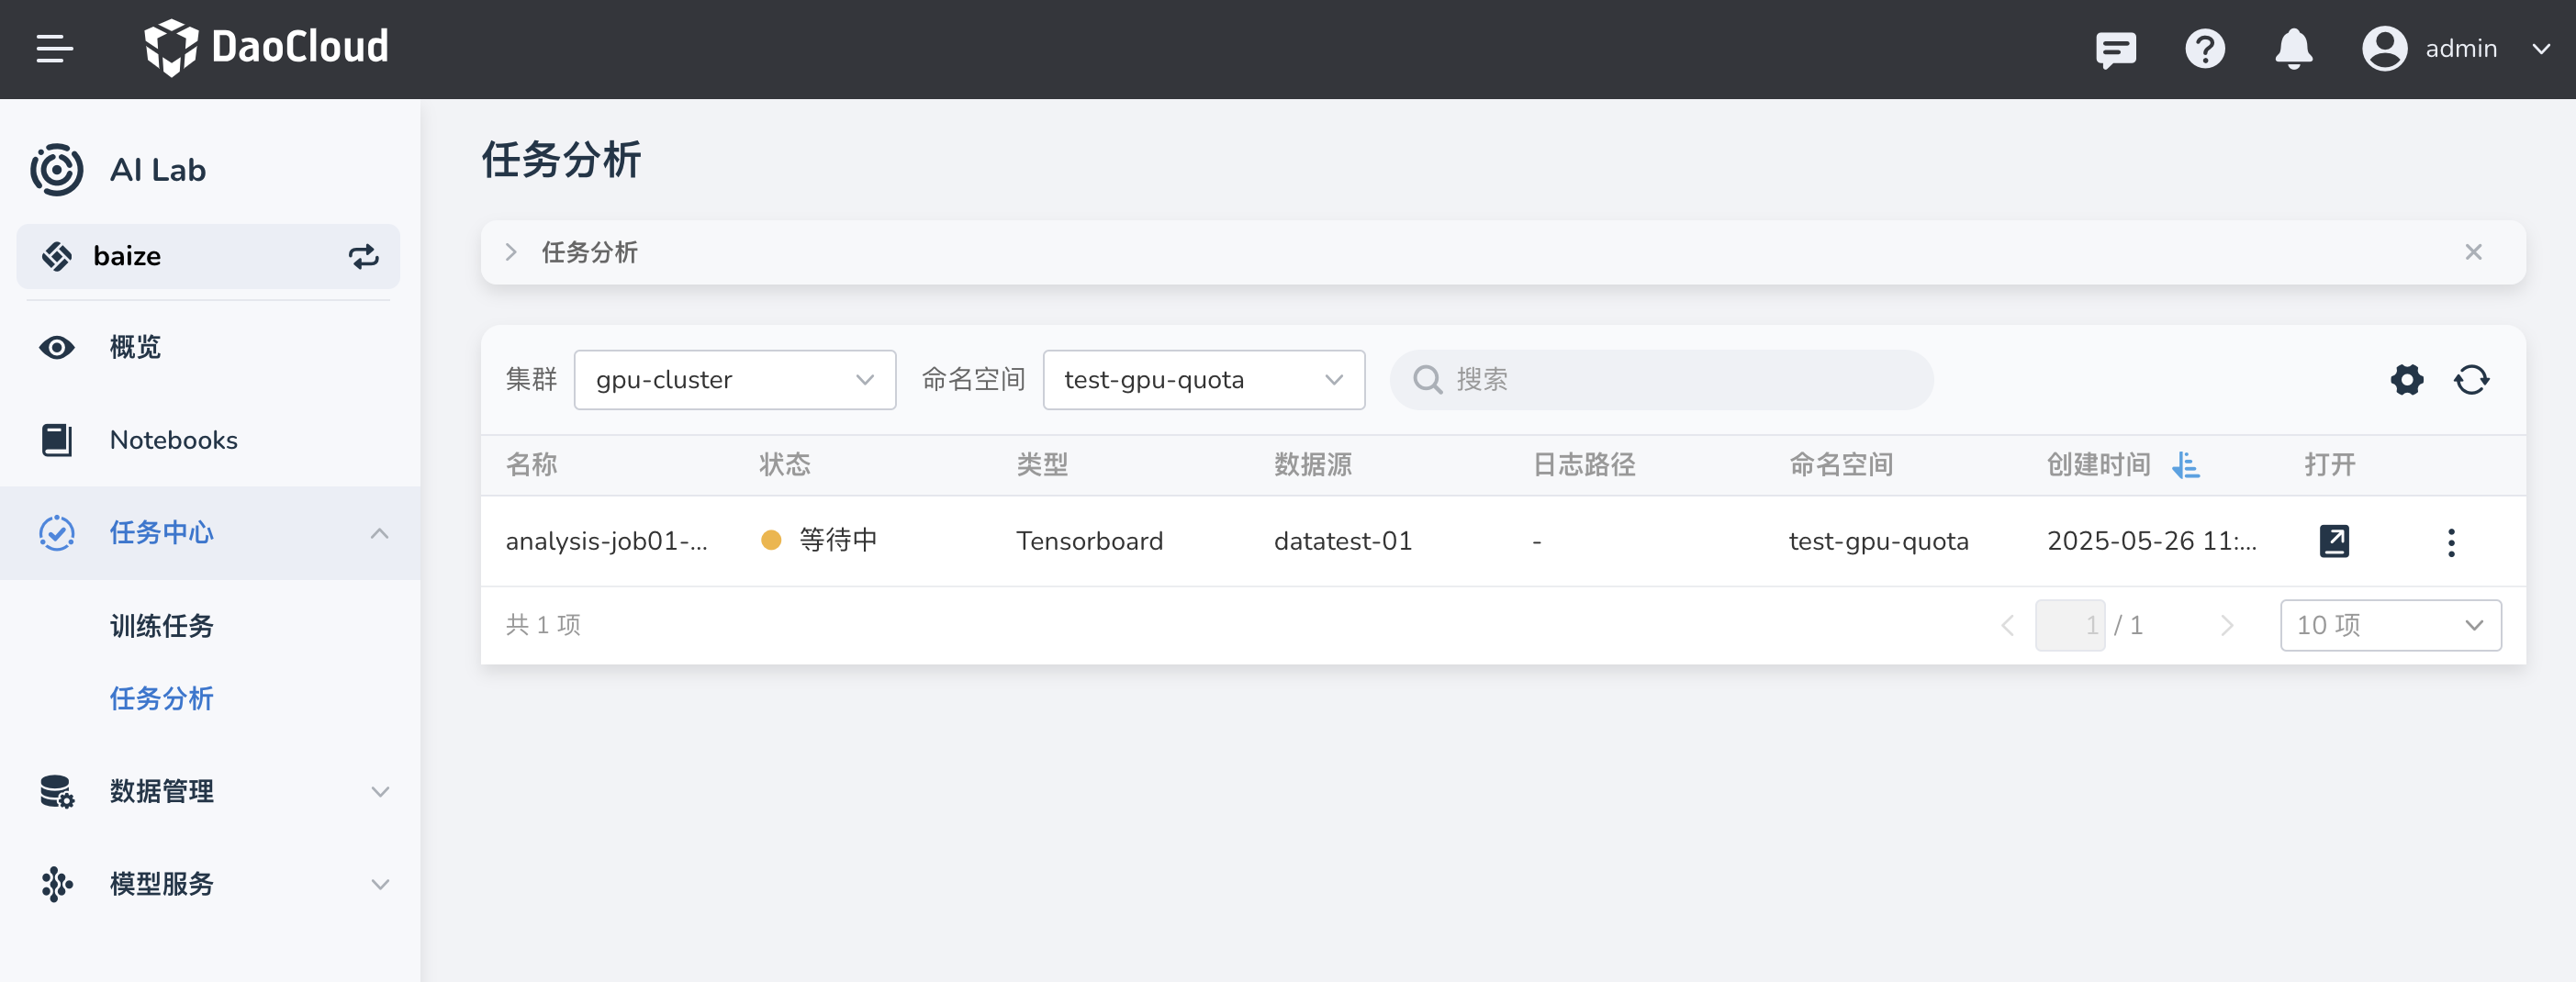 DaoCloud
admin
AI Lab
baize
概览
Notebooks
任务中心
训练任务
任务分析
数据管理
模型服务
任务分析
任务分析
集群 gpu-cluster 命名空间 test-gpu-quota 搜索
名称 状态 类型 数据源 日志路径 命名空间 创建时间 打开
analysis-job01-... 等待中 Tensorboard datatest-01 - test-gpu-quota 2025-05-26 11:...
共 1 项 1 / 1 10 项